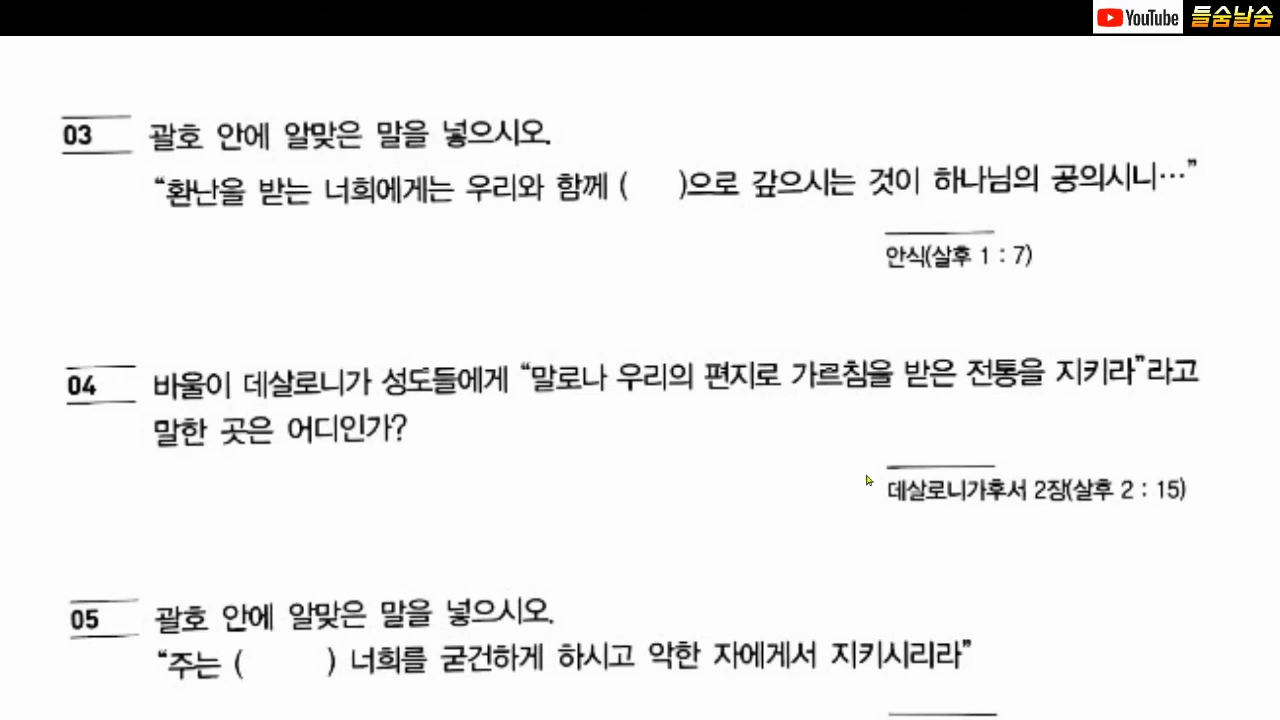 YouTube 들숨날숨
03 괄호 안에 알맞은 말을 넣으시오.
“환난을 받는 너희에게는 우리와 함께 ( )으로 갚으시는 것이 하나님의 공의시니…”
안식(살후 1 : 7)
04 바울이 데살로니가 성도들에게 “말로나 우리의 편지로 가르침을 받은 전통을 지키라”라고
말한 곳은 어디인가?
데살로니가후서 2장(살후 2 : 15)
05 괄호 안에 알맞은 말을 넣으시오.
“주는 ( ) 너희를 굳건하게 하시고 악한 자에게서 지키시리라”